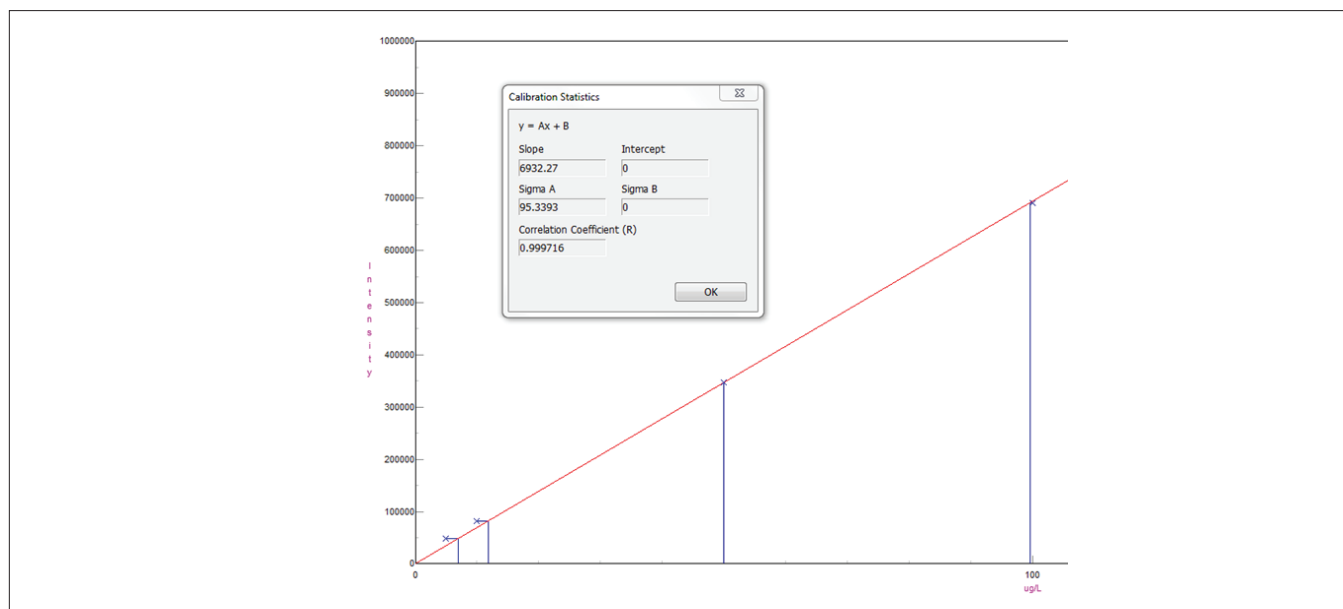 1000000
900000
800000
700000
600000
500000
400000
300000
200000
100000
0
Intensity
Calibration Statistics
y = Ax + B
Slope Intercept
6932.27 0
Sigma A Sigma B
95.3393 0
Correlation Coefficient (R)
0.999716
OK
0 100
ug/L